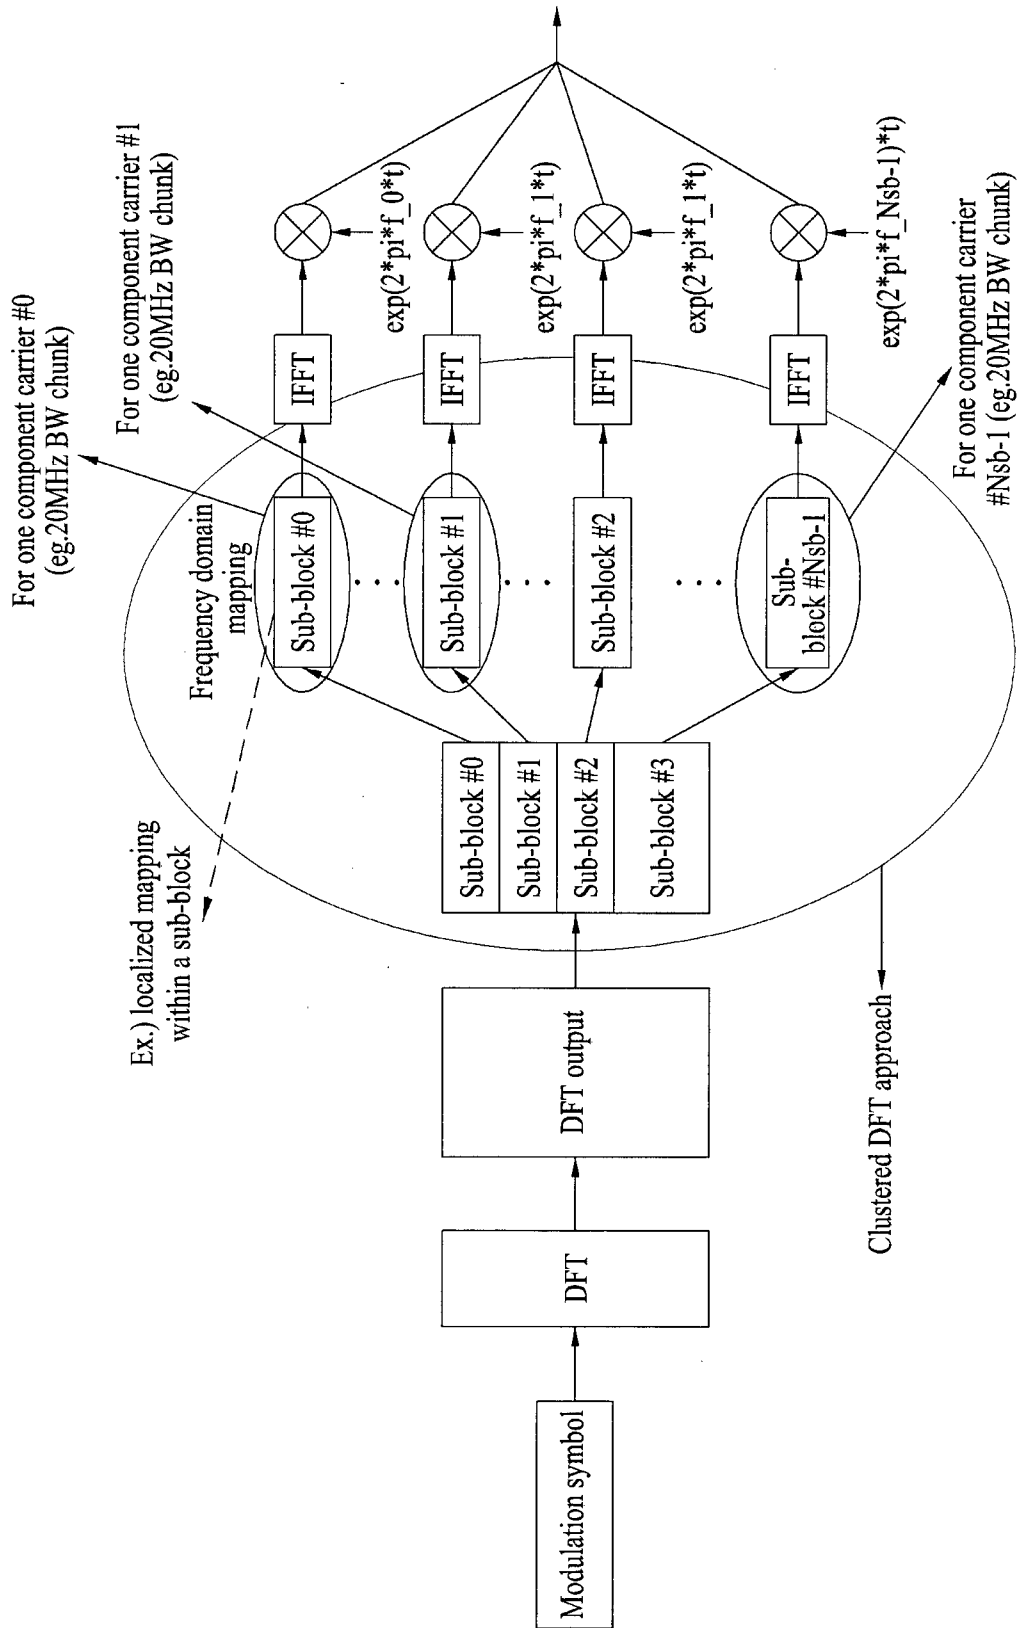 Modulation symbol
DFT
DFT output
Sub-block #0
Sub-block #1
Sub-block #2
Sub-block #3
Ex.) localized mapping
within a sub-block
Frequency domain
mapping
For one component carrier #0
(eg.20MHz BW chunk)
For one component carrier #1
(eg.20MHz BW chunk)
Sub-block #0
IFFT
exp(2*pi*f_0*t)
Sub-block #1
IFFT
exp(2*pi*f_1*t)
Sub-block #2
IFFT
exp(2*pi*f_1*t)
Sub-
block #Nsb-1
IFFT
exp(2*pi*f_Nsb-1)*t)
For one component carrier
#Nsb-1 (eg.20MHz BW chunk)
Clustered DFT approach